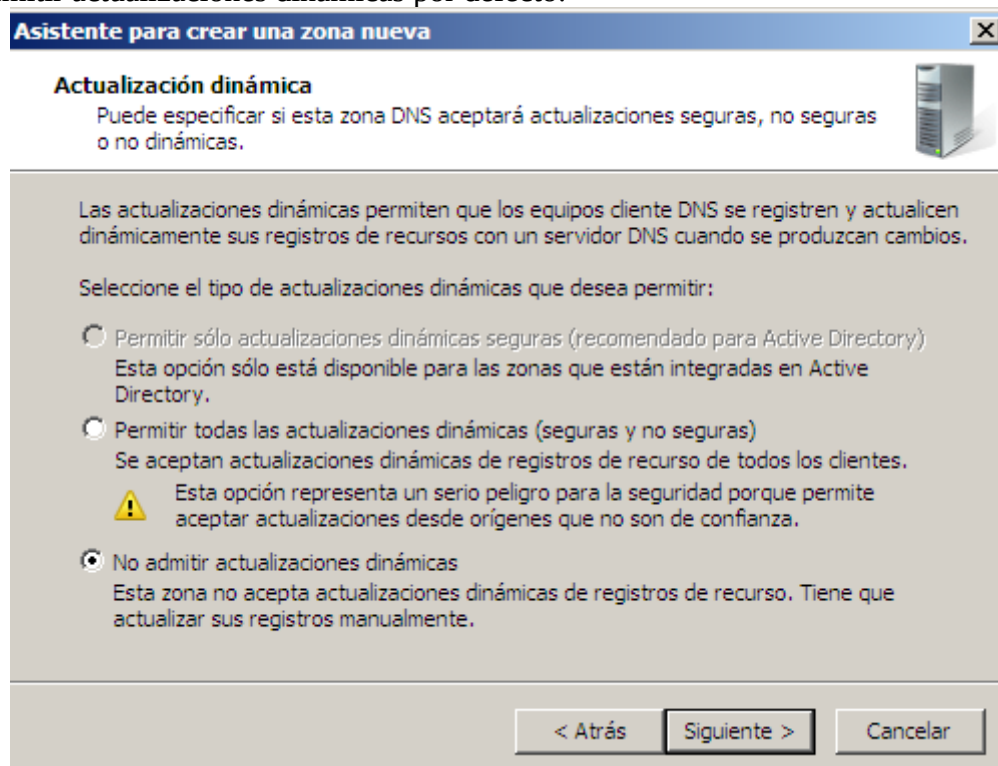 actualizaciones dinámicas por defecto.
Asistente para crear una zona nueva
Actualización dinámica
Puede especificar si esta zona DNS aceptará actualizaciones seguras, no seguras
o no dinámicas.
Las actualizaciones dinámicas permiten que los equipos cliente DNS se registren y actualicen
dinámicamente sus registros de recursos con un servidor DNS cuando se produzcan cambios.
Seleccione el tipo de actualizaciones dinámicas que desea permitir:
Permitir sólo actualizaciones dinámicas seguras (recomendado para Active Directory)
Esta opción sólo está disponible para las zonas que están integradas en Active
Directory.
Permitir todas las actualizaciones dinámicas (seguras y no seguras)
Se aceptan actualizaciones dinámicas de registros de recurso de todos los clientes.
Esta opción representa un serio peligro para la seguridad porque permite
aceptar actualizaciones desde orígenes que no son de confianza.
No admitir actualizaciones dinámicas
Esta zona no acepta actualizaciones dinámicas de registros de recurso. Tiene que
actualizar sus registros manualmente.
< Atrás
Siguiente >
Cancelar